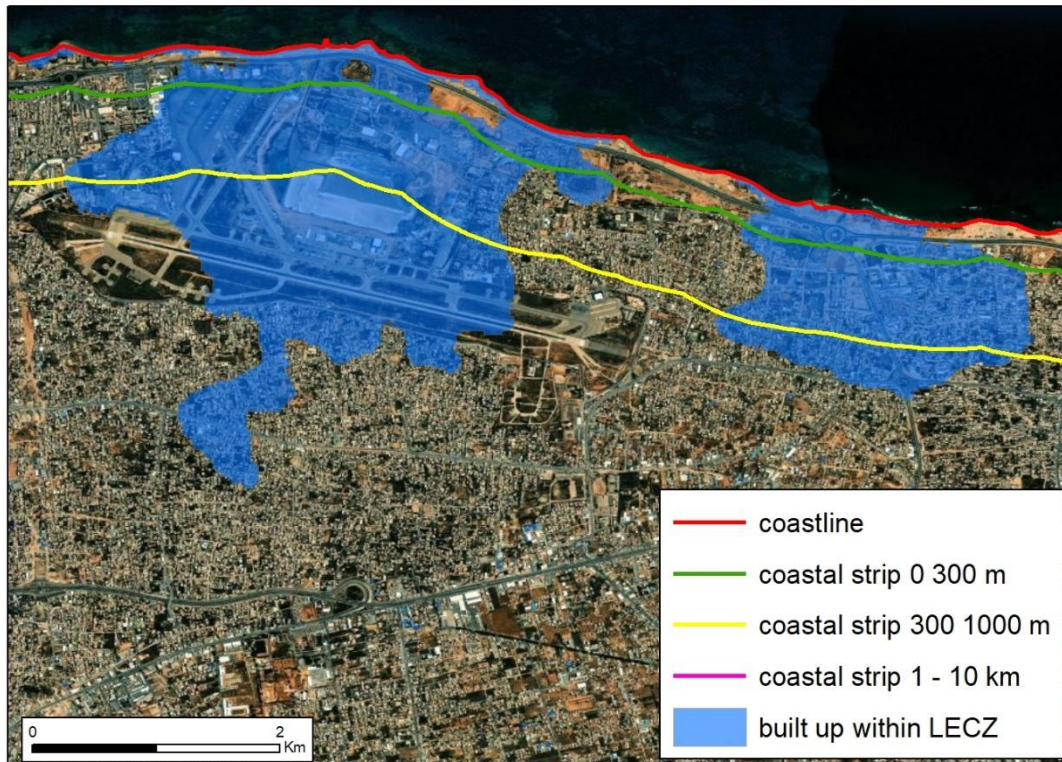 coastline
coastal strip 0 300 m
coastal strip 300 1000 m
coastal strip 1 - 10 km
built up within LECZ
0 2
Km